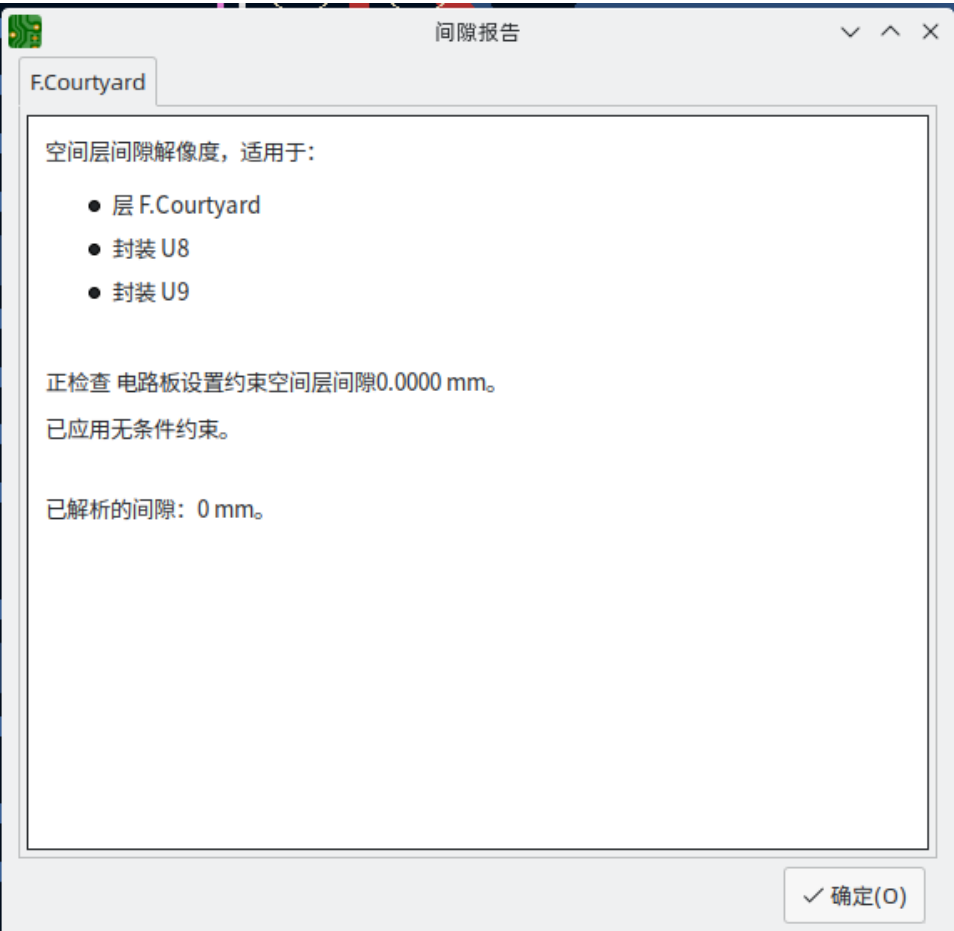 间隙报告
F.Courtyard
空间层间隙解像度，适用于：
● 层 F.Courtyard
● 封装 U8
● 封装 U9
正检查 电路板设置约束空间层间隙0.0000 mm。
已应用无条件约束。
已解析的间隙：0 mm。
确定(O)